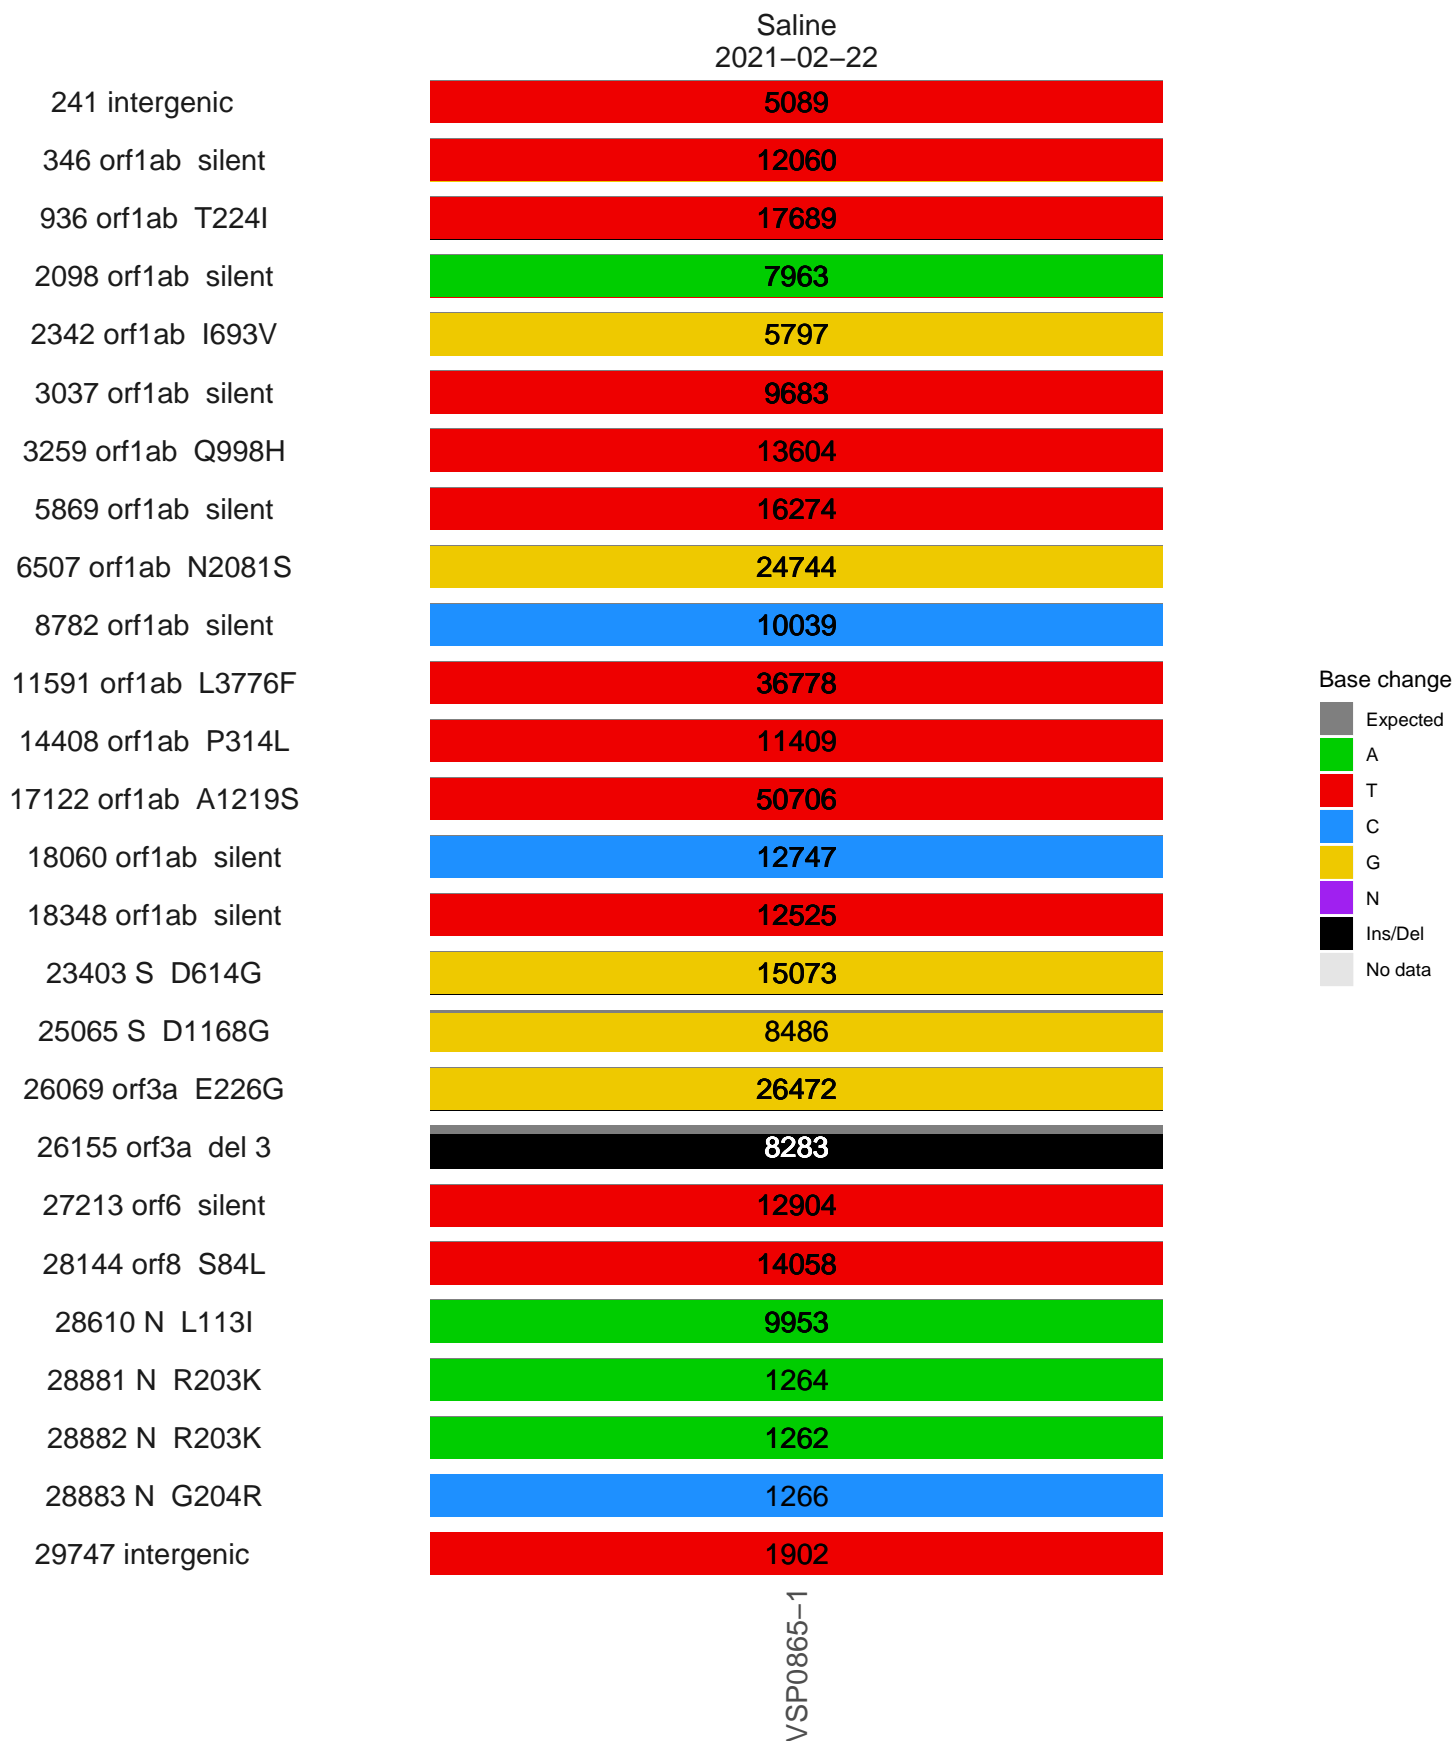 Saline
2021−02−22
241 intergenic 5089
346 orf1ab silent 12060
936 orf1ab T224I 17689
2098 orf1ab silent 7963
2342 orf1ab I693V 5797
3037 orf1ab silent 9683
3259 orf1ab Q998H 13604
5869 orf1ab silent 16274
6507 orf1ab N2081S 24744
8782 orf1ab silent 10039
11591 orf1ab L3776F 36778
14408 orf1ab P314L 11409
17122 orf1ab A1219S 50706
18060 orf1ab silent 12747
18348 orf1ab silent 12525
23403 S D614G 15073
25065 S D1168G 8486
26069 orf3a E226G 26472
26155 orf3a del 3 8283
27213 orf6 silent 12904
28144 orf8 S84L 14058
28610 N L113I 9953
28881 N R203K 1264
28882 N R203K 1262
28883 N G204R 1266
29747 intergenic 1902
VSP0865−1
Base change
Expected
A
T
C
G
N
Ins/Del
No data